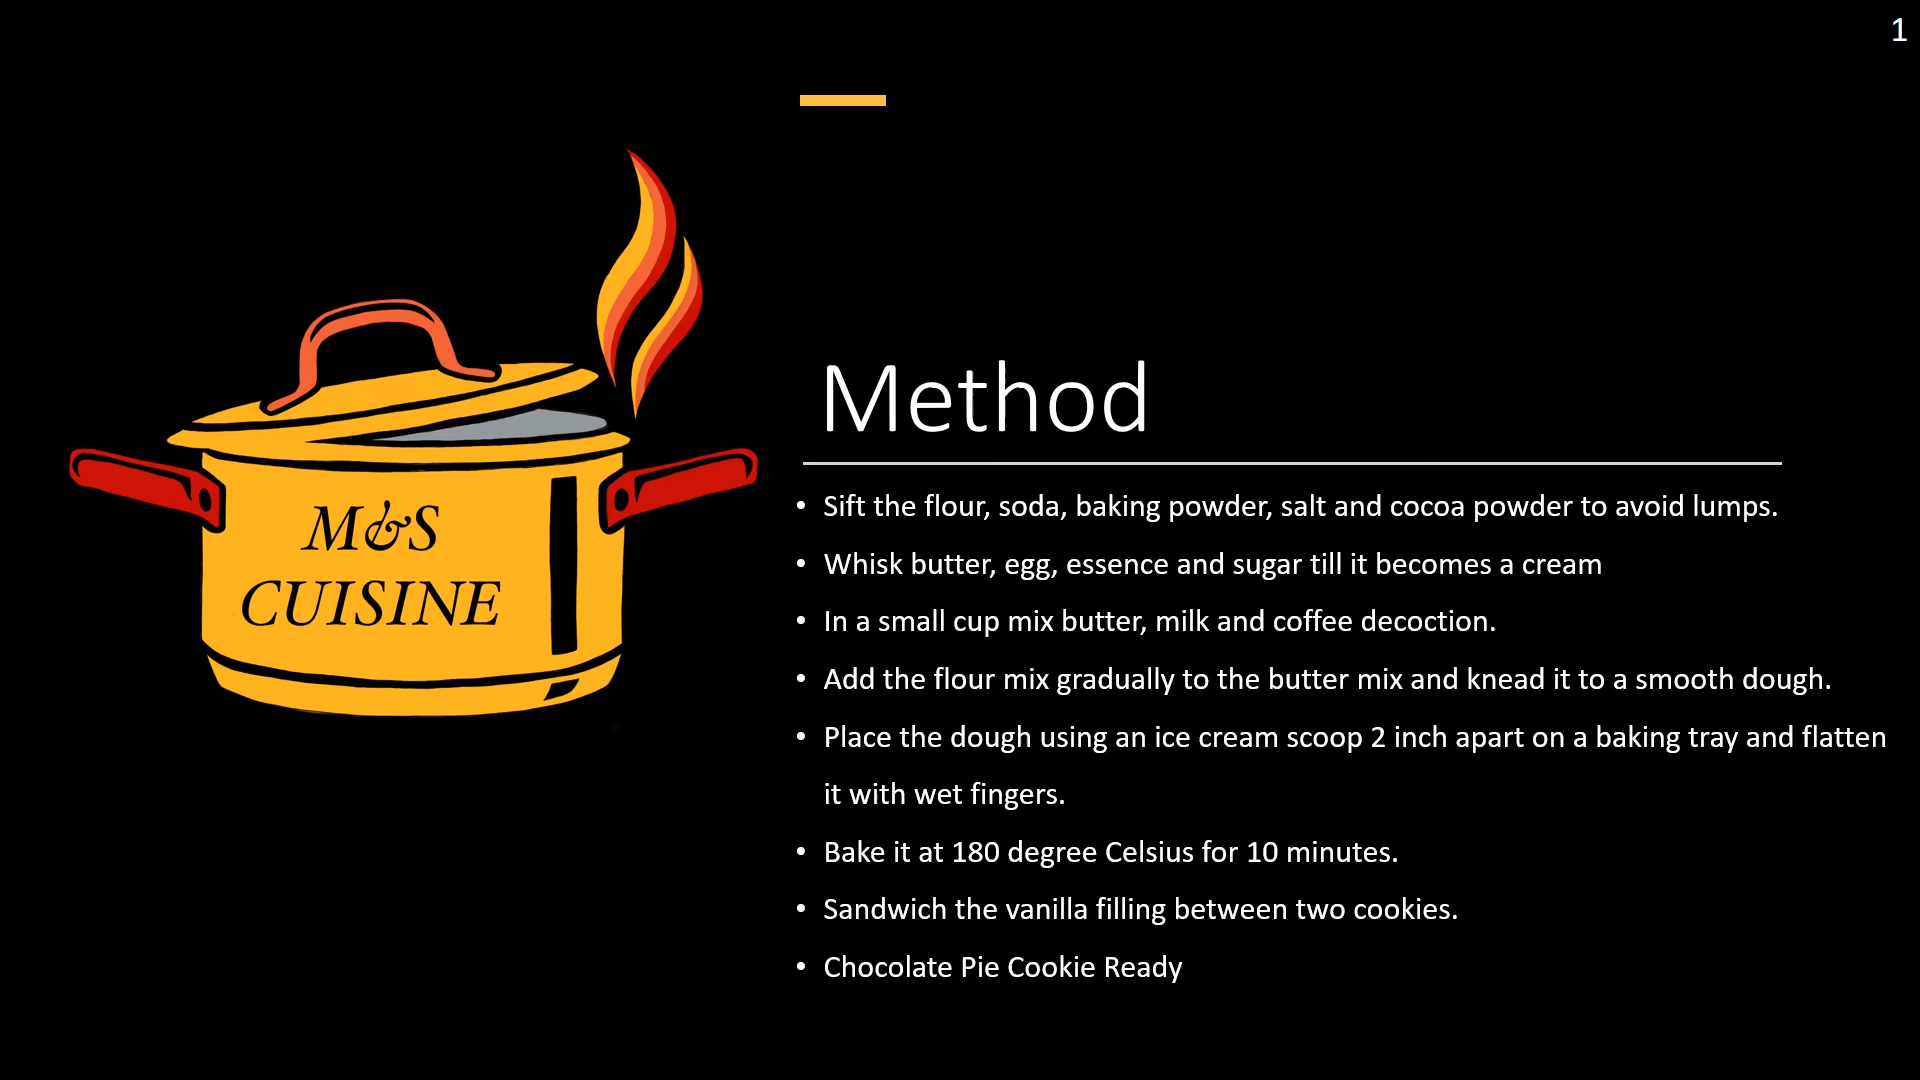 1
M&S
CUISINE
Method
• Sift the flour, soda, baking powder, salt and cocoa powder to avoid lumps.
• Whisk butter, egg, essence and sugar till it becomes a cream
• In a small cup mix butter, milk and coffee decoction.
• Add the flour mix gradually to the butter mix and knead it to a smooth dough.
• Place the dough using an ice cream scoop 2 inch apart on a baking tray and flatten
it with wet fingers.
• Bake it at 180 degree Celsius for 10 minutes.
• Sandwich the vanilla filling between two cookies.
• Chocolate Pie Cookie Ready